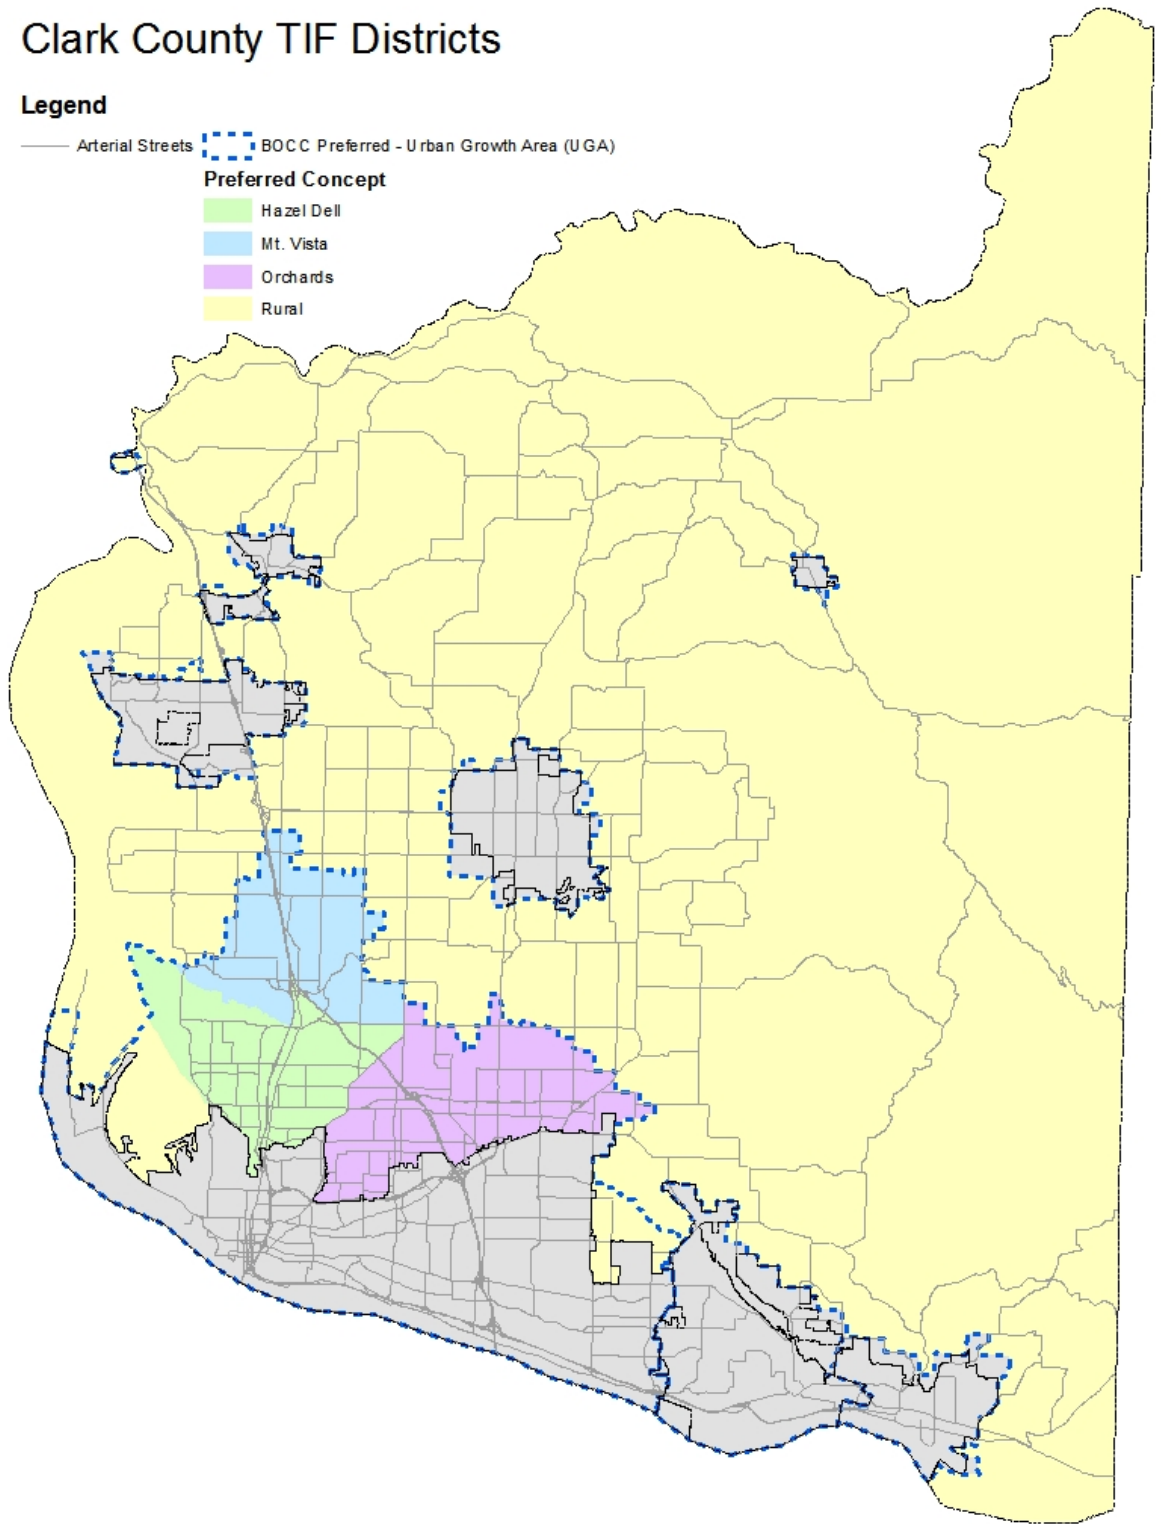 Clark County TIF Districts
Legend
Arterial Streets BOCC Preferred - Urban Growth Area (UGA)
Preferred Concept
Hazel Dell
Mt. Vista
Orchards
Rural